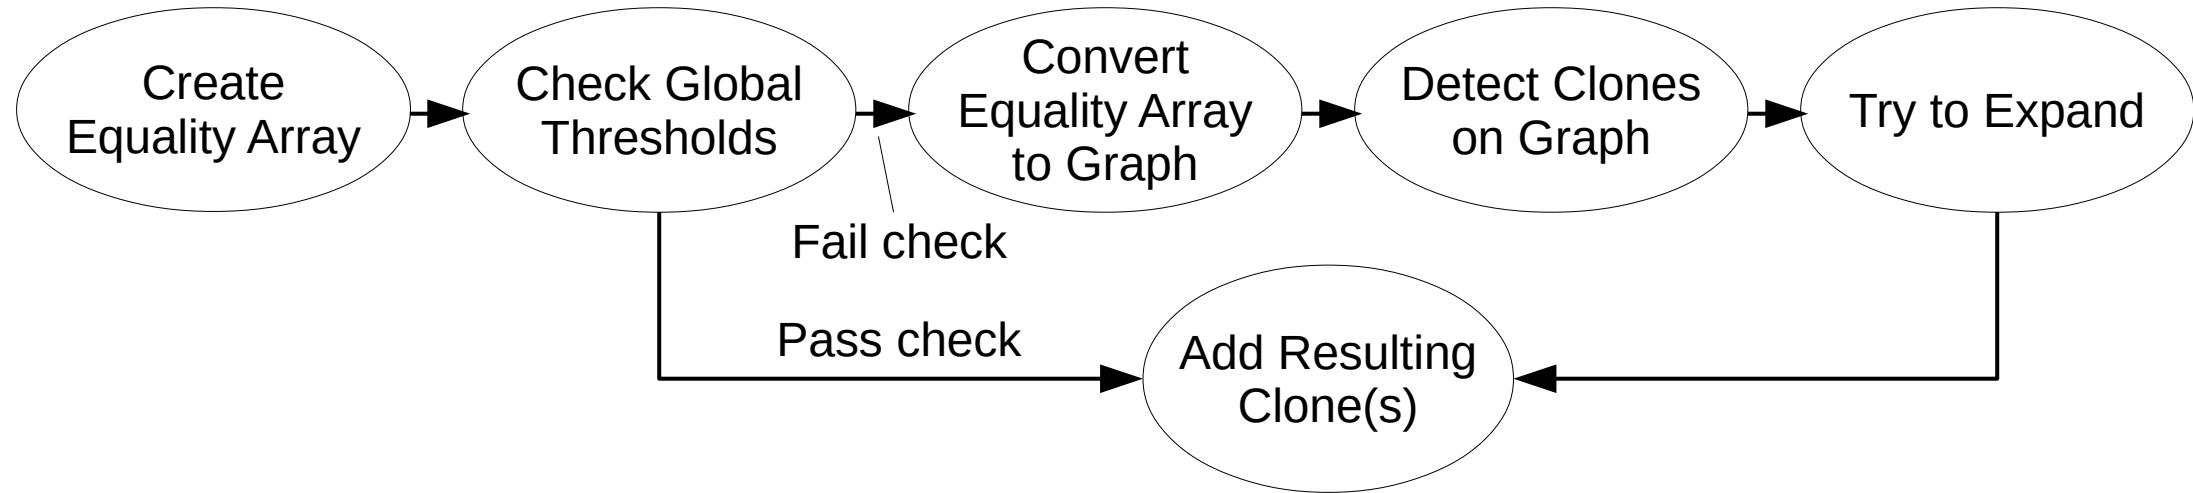 Create
Equality Array
Check Global
Thresholds
Convert
Equality Array
to Graph
Detect Clones
on Graph
Try to Expand
Fail check
Pass check
Add Resulting
Clone(s)